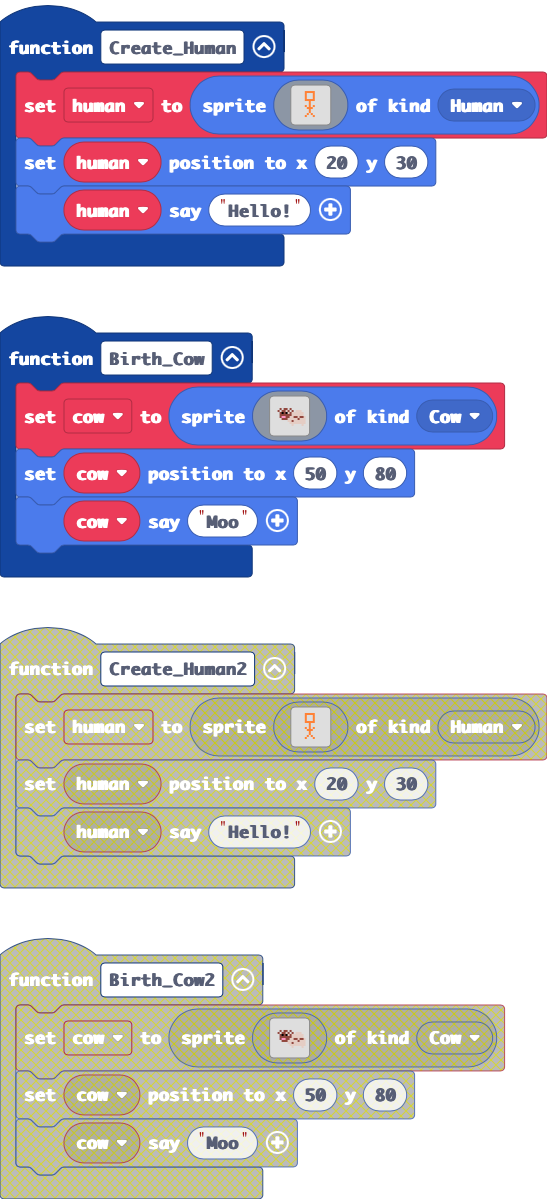 function Create_Human
set human to sprite of kind Human
set human position to x 20 y 30
human say "Hello!"
function Birth_Cow
set cow to sprite of kind Cow
set cow position to x 50 y 80
cow say "Moo"
function Create_Human2
set human to sprite of kind Human
set human position to x 20 y 30
human say "Hello!"
function Birth_Cow2
set cow to sprite of kind Cow
set cow position to x 50 y 80
cow say "Moo"